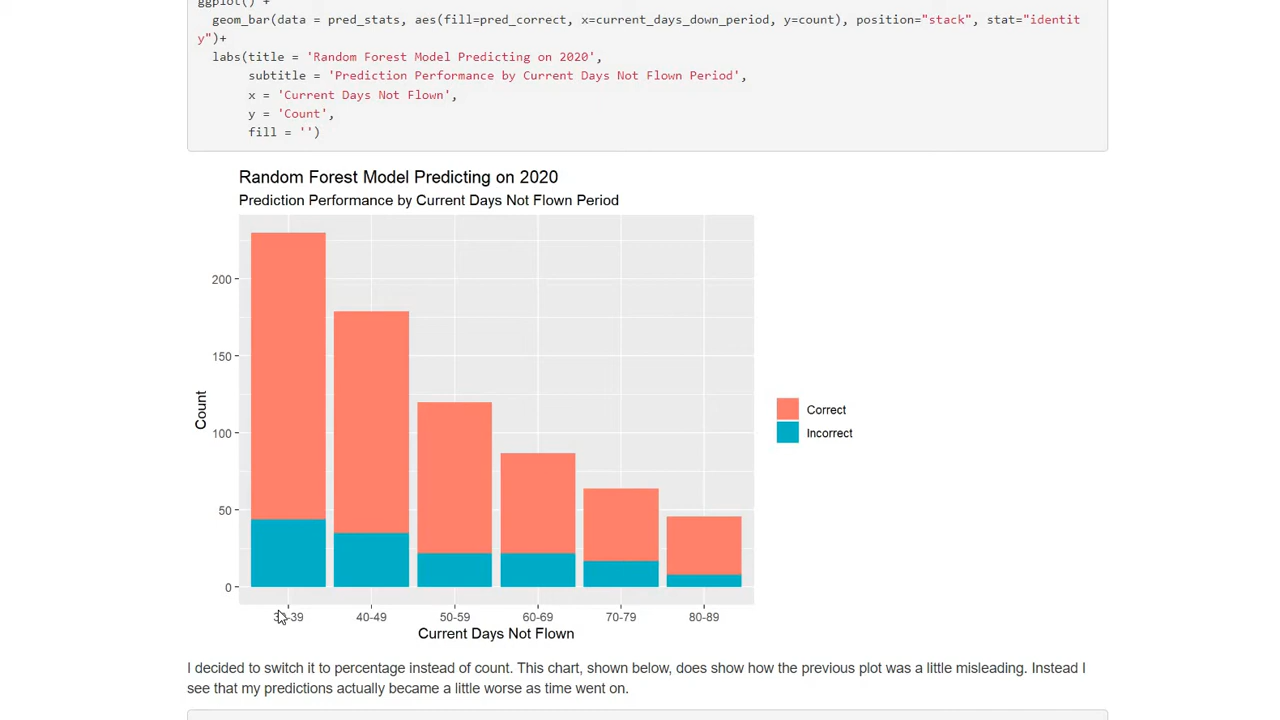 ggplot() +
geom_bar(data = pred_stats, aes(fill=pred_correct, x=current_days_down_period, y=count), position="stack", stat="identit
y")+
labs(title = 'Random Forest Model Predicting on 2020',
subtitle = 'Prediction Performance by Current Days Not Flown Period',
x = 'Current Days Not Flown',
y = 'Count',
fill = '')
Random Forest Model Predicting on 2020
Prediction Performance by Current Days Not Flown Period
200
150
100
50
0
Count
Correct
Incorrect
40-49
50-59
60-69
70-79
80-89
Current Days Not Flown
I decided to switch it to percentage instead of count. This chart, shown below, does show how the previous plot was a little misleading. Instead I
see that my predictions actually became a little worse as time went on.